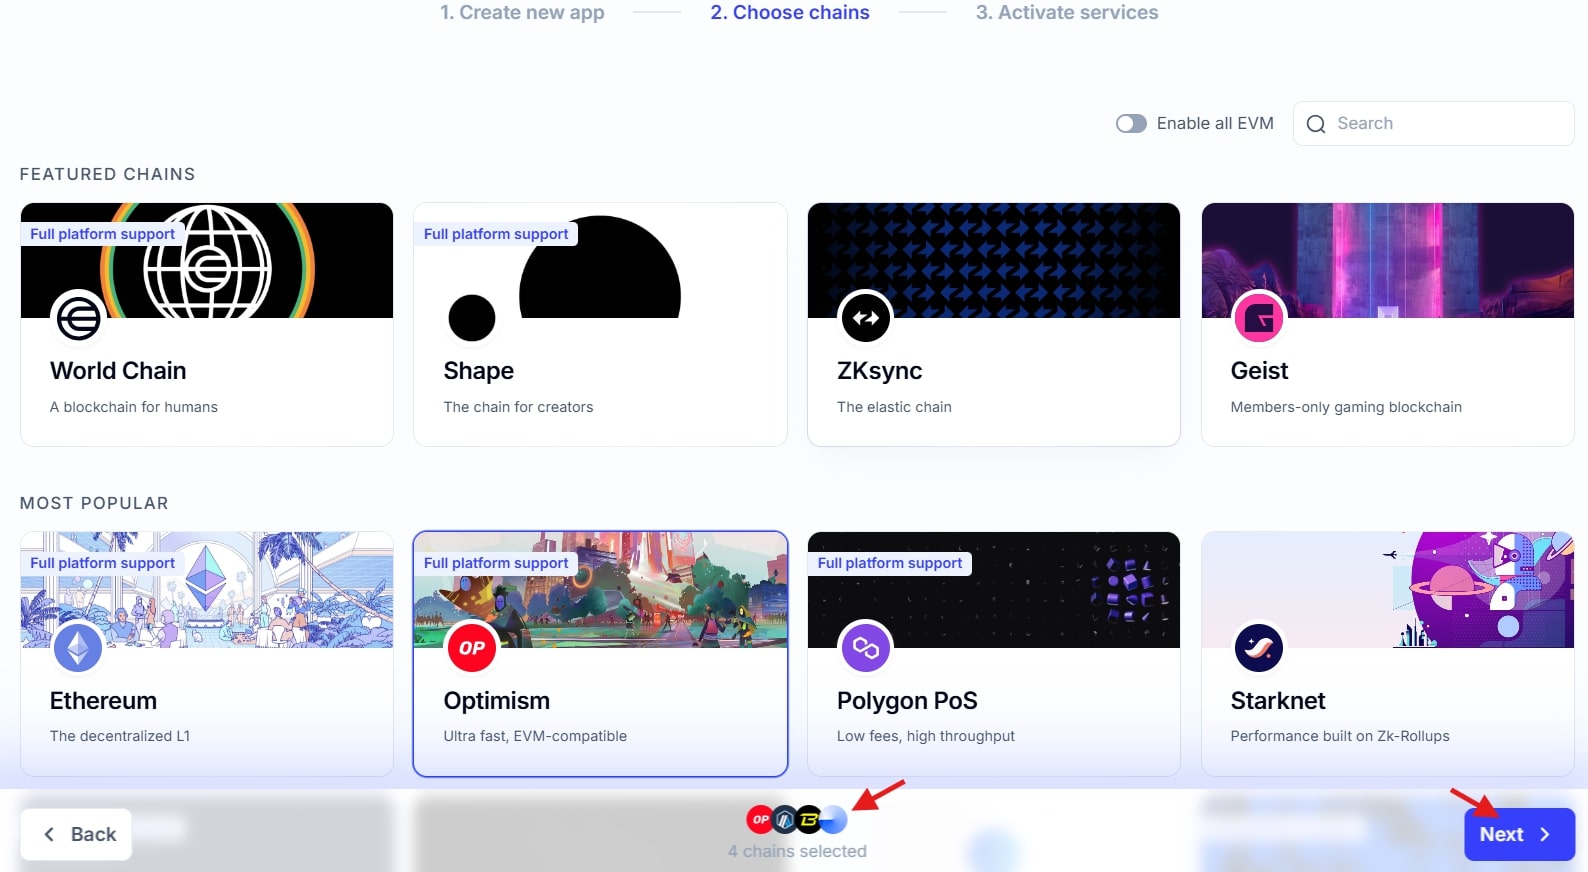 1. Create new app
2. Choose chains
3. Activate services
Enable all EVM
Search
FEATURED CHAINS
Full platform support
World Chain
A blockchain for humans
Full platform support
Shape
The chain for creators
ZKsync
The elastic chain
Geist
Members-only gaming blockchain
MOST POPULAR
Full platform support
Ethereum
The decentralized L1
Full platform support
OP
Optimism
Ultra fast, EVM-compatible
Full platform support
Polygon PoS
Low fees, high throughput
Starknet
Performance built on Zk-Rollups
Back
OP
4 chains selected
Next